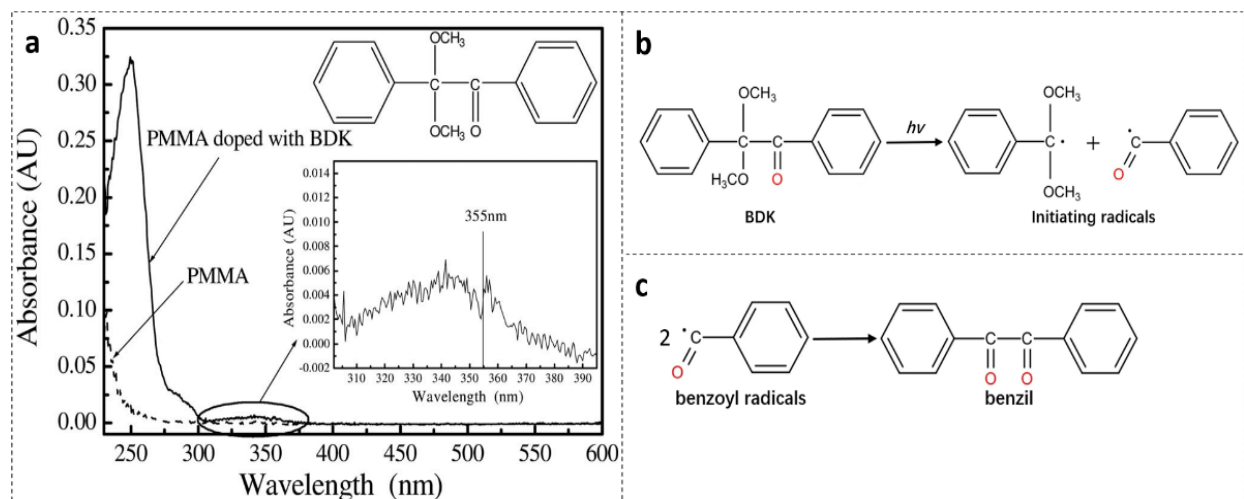 a
Absorbance (AU)
0.35
0.30
0.25
0.20
0.15
0.10
0.05
0.00
250
300
350
400
450
500
550
600
Wavelength (nm)
PMMA doped with BDK
PMMA
OCH3
C
C
OCH3
O
Absorbance (AU)
0.014
0.012
0.010
0.008
0.006
0.004
0.002
0.000
-0.002
355nm
310
320
330
340
350
360
370
380
390
Wavelength (nm)
b
OCH3
C
C
H3CO
O
BDK
hv
OCH3
C
OCH3
+
C
O
Initiating radicals
c
2
C
O
benzoyl radicals
C
C
O
O
benzil